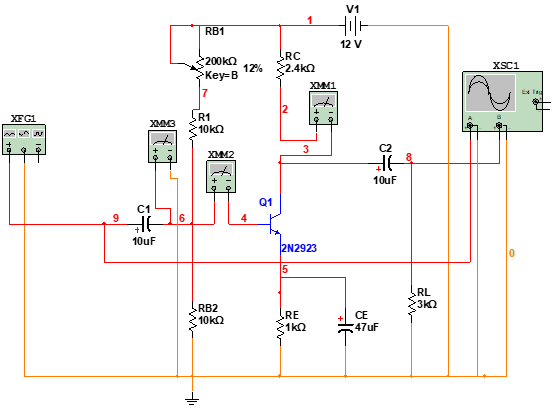 V1
1
12 V
RB1
200kΩ
Key=B
12%
7
RC
2.4kΩ
XMM1
2
3
XSC1
Ext Trig
+
A
B
XFG1
XMM3
R1
10kΩ
XMM2
C2
8
+
10uF
9
C1
6
+
10uF
4
Q1
2N2923
5
0
RB2
10kΩ
RE
1kΩ
+
CE
47uF
RL
3kΩ